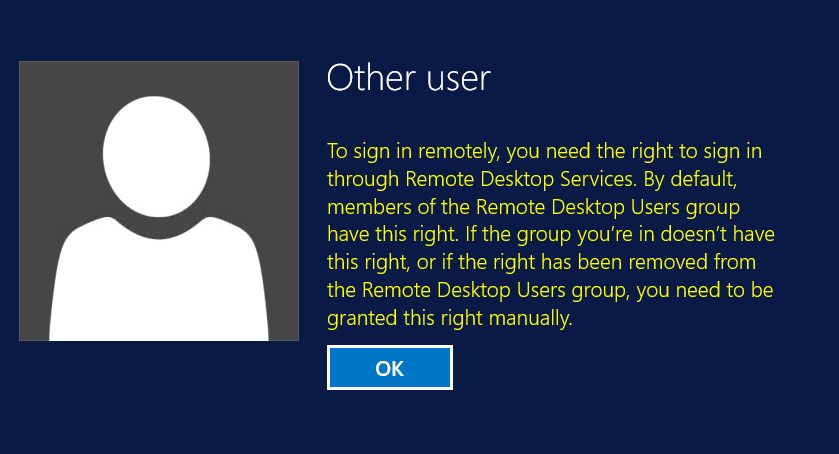 Other user
To sign in remotely, you need the right to sign in
through Remote Desktop Services. By default,
members of the Remote Desktop Users group
have this right. If the group you’re in doesn’t have
this right, or if the right has been removed from
the Remote Desktop Users group, you need to be
granted this right manually.
OK